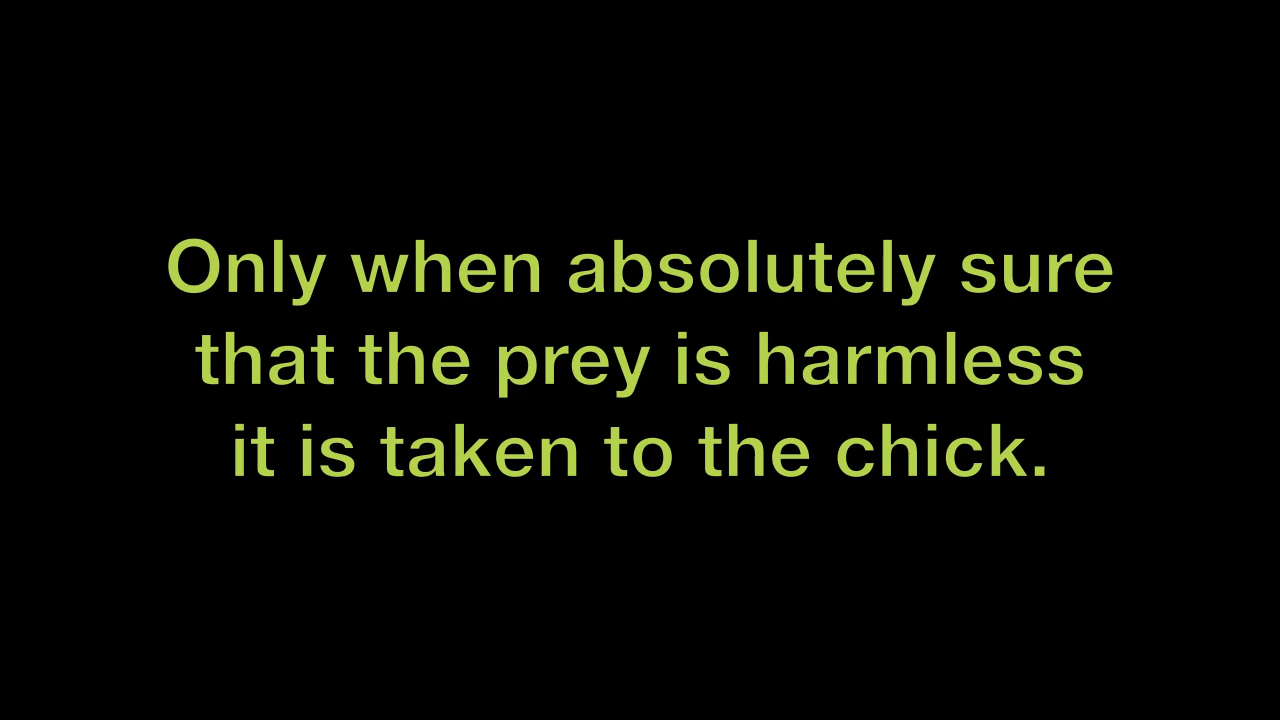 Only when absolutely sure
that the prey is harmless
it is taken to the chick.